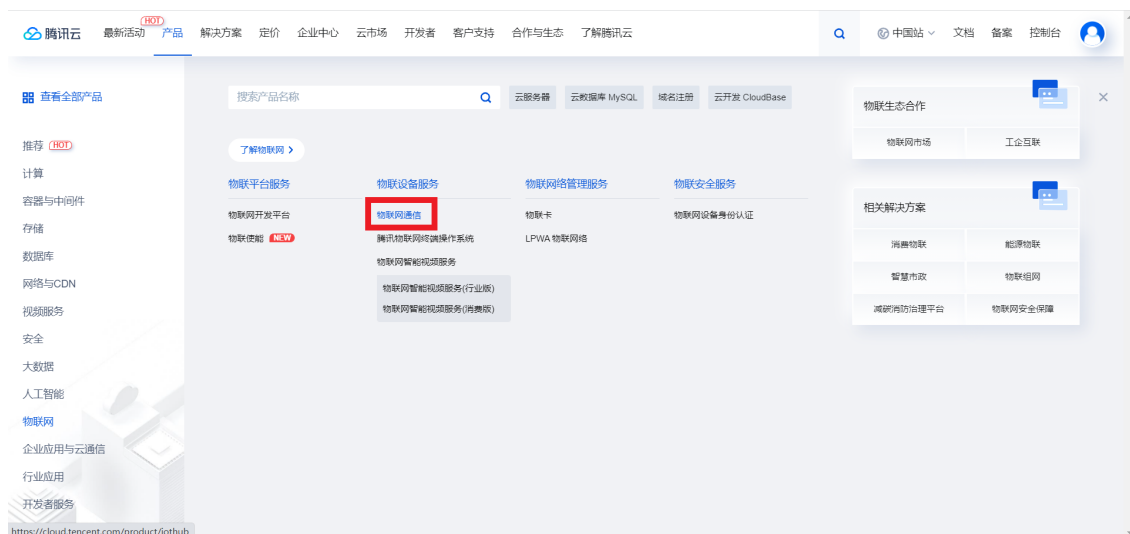 腾讯云 最新活动 HOT 产品 解决方案 定价 企业中心 云市场 开发者 客户支持 合作与生态 了解腾讯云 中国站 文档 备案 控制台
查看全部产品
推荐 HOT
计算
容器与中间件
存储
数据库
网络与CDN
视频服务
安全
大数据
人工智能
物联网
企业应用与云通信
行业应用
开发者服务
搜索产品名称 云服务器 云数据库 MySQL 域名注册 云开发 CloudBase
了解物联网
物联平台服务
物联网开发平台
物联使能 NEW
物联设备服务
物联网通信
腾讯物联网终端操作系统
物联网智能视频服务
物联网智能视频服务(行业版)
物联网智能视频服务(消费版)
物联网络管理服务
物联卡
LPWA 物联网络
物联安全服务
物联网设备身份认证
物联生态合作
物联网市场 工企互联
相关解决方案
消费物联 能源物联
智慧市政 物联组网
减碳消防治理平台 物联网安全保障
https://cloud.tencent.com/product/iothub